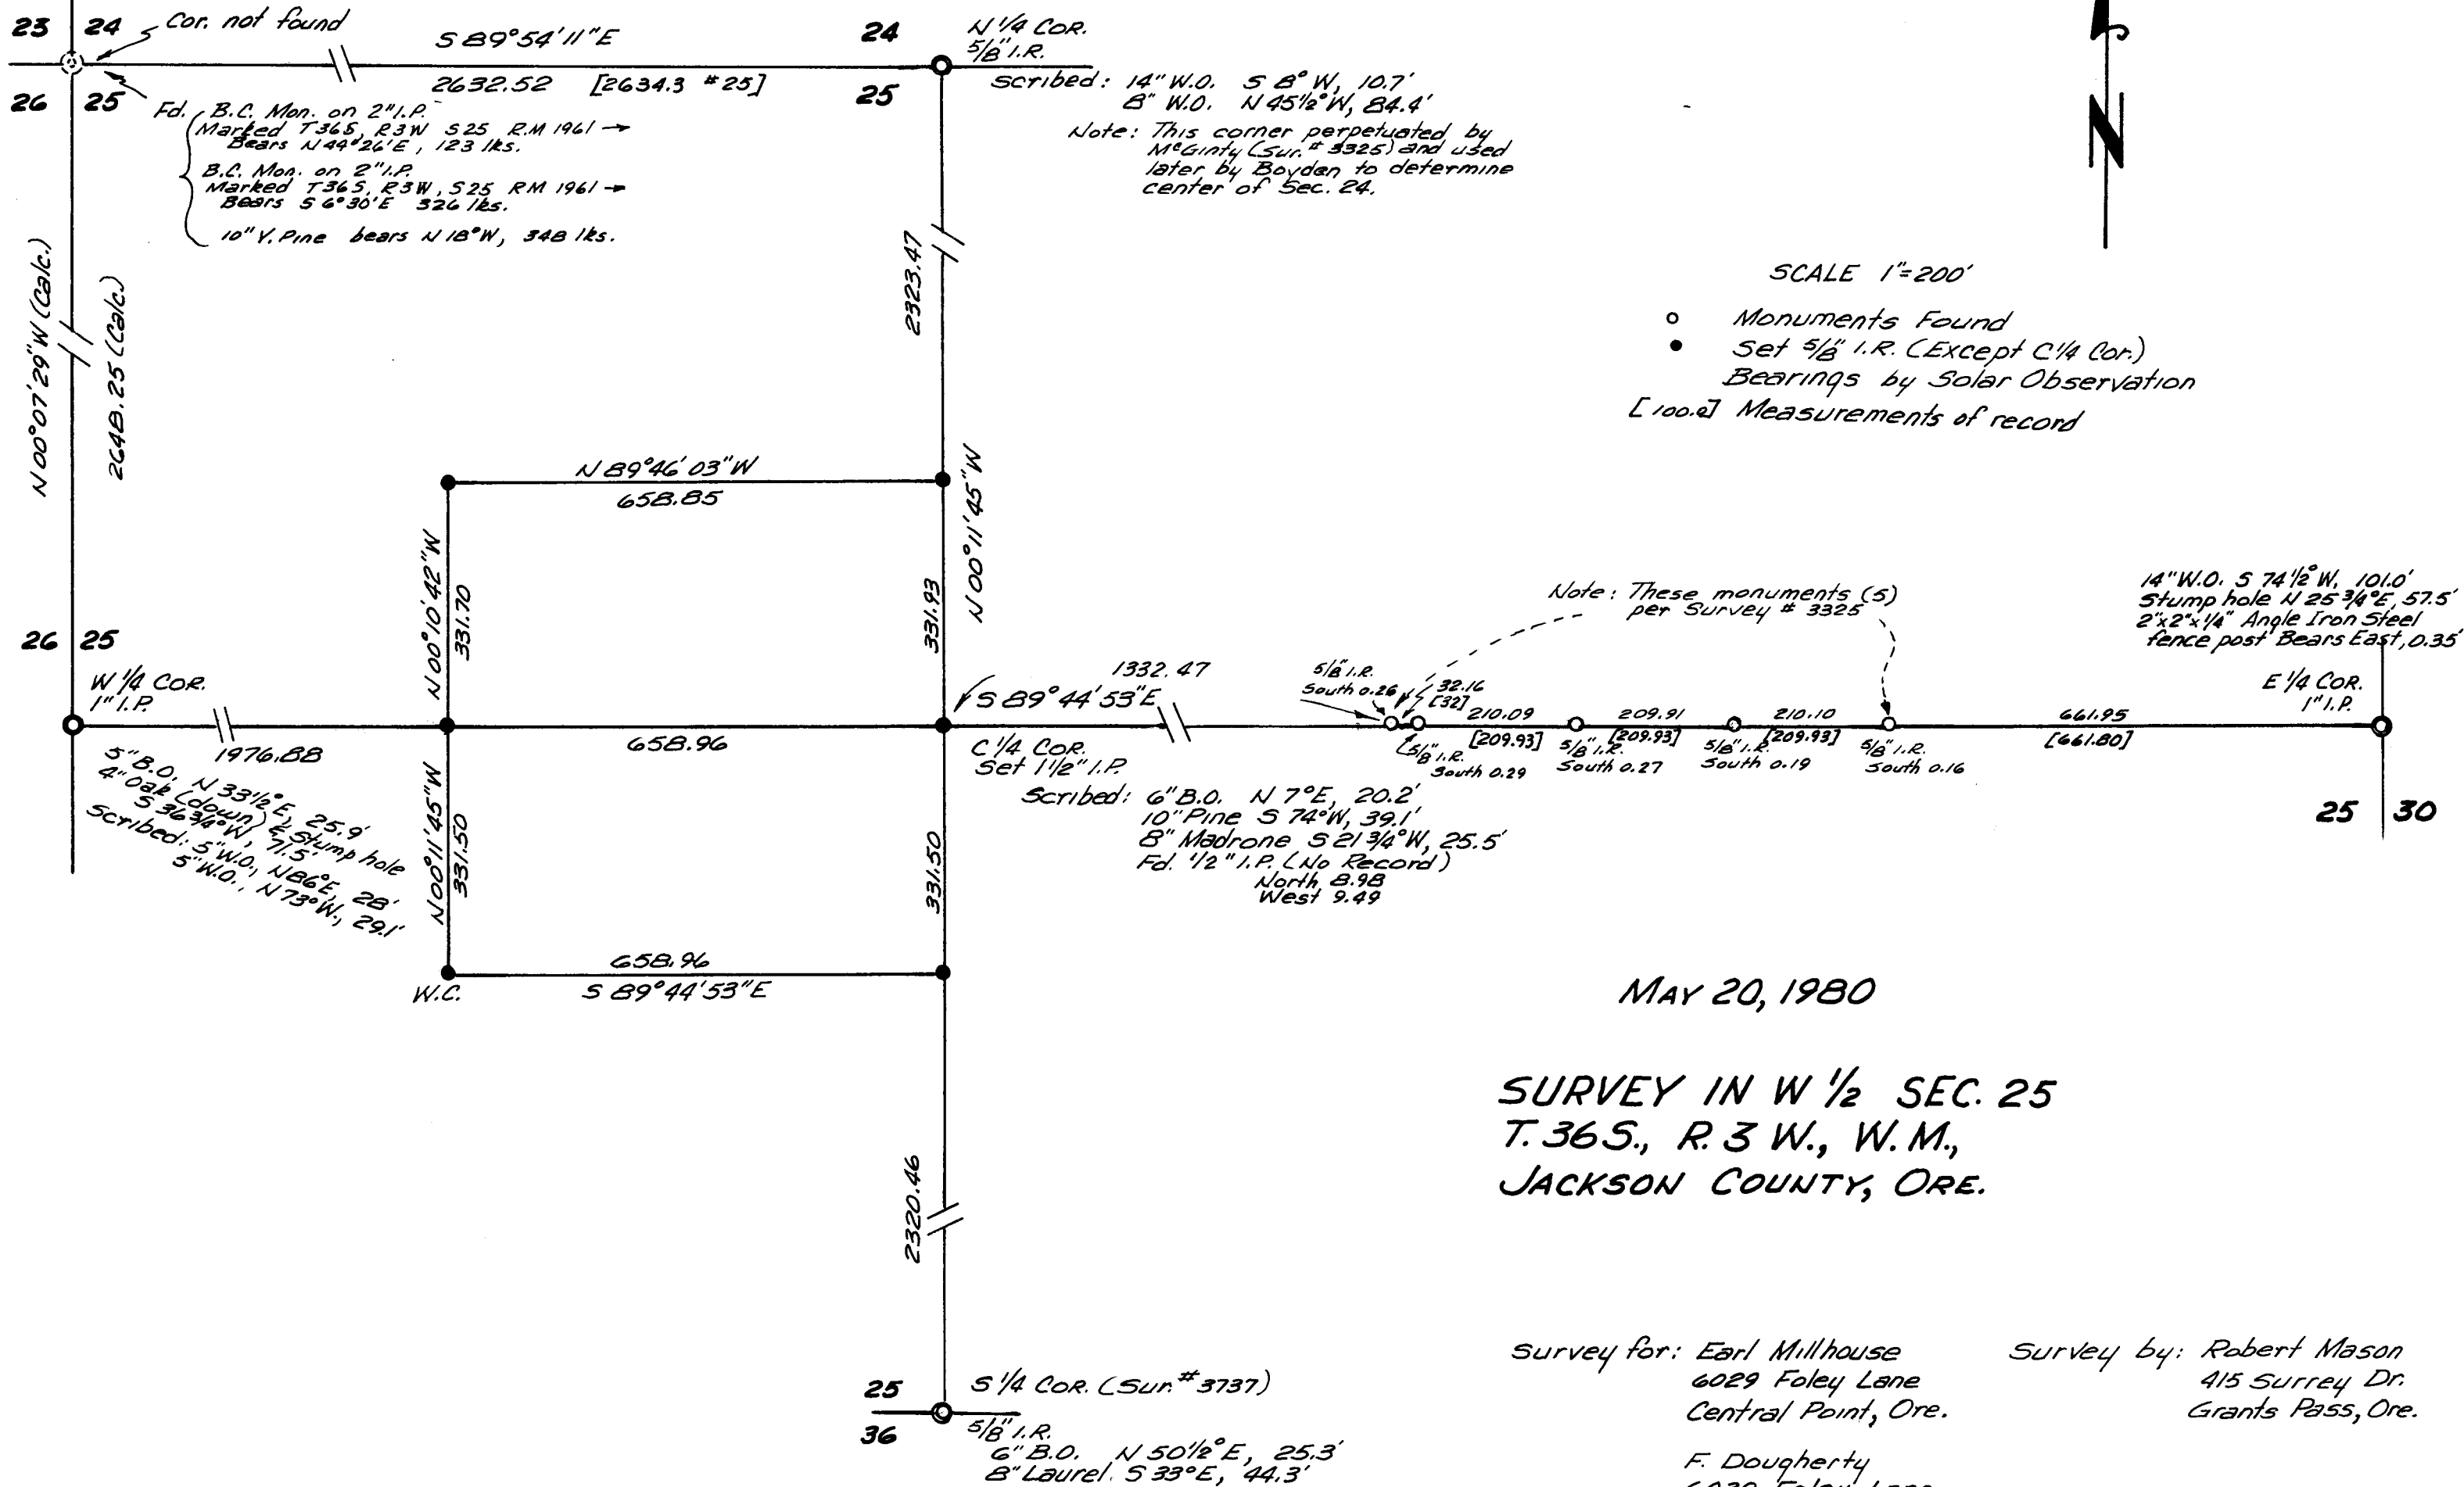 23 24
Cor. not found
26 25
S 89°54'11"E
2632.52 [2634.3 #25]
24
25
N 1/4 COR.
5/8" I.R.
Scribed: 14" W.O. S 8° W, 10.7'
8" W.O. N 45 1/2° W, 84.4'
Note: This corner perpetuated by
McGinty (Sur. # 3325) and used
later by Boyden to determine
center of Sec. 24.
Fd. B.C. Mon. on 2" I.P.
Marked T36S, R3W S25 R.M 1961 →
Bears N 44°26'E, 123 lks.
B.C. Mon. on 2" I.P.
Marked T36S, R3W, S25 RM 1961 →
Bears S 6°30'E 326 lks.
10" Y. Pine bears N 18° W, 348 lks.
N
N 00°07'29" W (Calc.)
2648.25 (Calc.)
2323.47
SCALE 1"=200'
Monuments Found
Set 5/8" I.R. (Except C 1/4 Cor.)
Bearings by Solar Observation
[100.0] Measurements of record
N 89°46'03" W
658.85
N 00°10'42" W
331.70
331.93
N 00°11'45" W
Note: These monuments (5)
per Survey # 3325
14" W.O. S 74 1/2° W, 101.0'
Stump hole N 25 3/4° E, 57.5'
2"x2"x1/4" Angle Iron Steel
fence post Bears East, 0.35'
26 25
W 1/4 COR.
1" I.P.
1976.88
658.96
1332.47
S 89°44'53" E
5/8 I.R.
South 0.26
32.16
[32]
210.09
[209.93]
209.91
[209.93]
210.10
[209.93]
661.95
[661.80]
E 1/4 COR.
1" I.P.
5/8" I.R.
South 0.29
5/8" I.R.
South 0.27
5/8" I.R.
South 0.19
5/8" I.R.
South 0.16
25 30
5" B.O. N 33 1/2° E, 25.9'
4" Oak (down) & Stump hole
S 36 3/4° W, 71.5'
Scribed: 5" W.O., N 86° E, 28'
5" W.O., N 73° W., 29.1'
N 00°11'45" W
331.50
331.50
C 1/4 COR.
Set 1 1/2" I.P.
Scribed: 6" B.O. N 7° E, 20.2'
10" Pine S 74° W, 39.1'
8" Madrone S 21 3/4° W, 25.5'
Fd. 1/2" I.P. (No Record)
North 8.98
West 9.49
W.C.
658.96
S 89°44'53" E
2320.46
MAY 20, 1980
SURVEY IN W 1/2 SEC. 25
T. 36 S., R. 3 W., W.M.,
JACKSON COUNTY, ORE.
25
36
S 1/4 COR. (Sur. # 3737)
5/8" I.R.
6" B.O. N 50 1/2° E, 25.3'
8" Laurel. S 33° E, 44.3'
Survey for: Earl Millhouse
6029 Foley Lane
Central Point, Ore.
F. Dougherty
Survey by: Robert Mason
415 Surrey Dr.
Grants Pass, Ore.